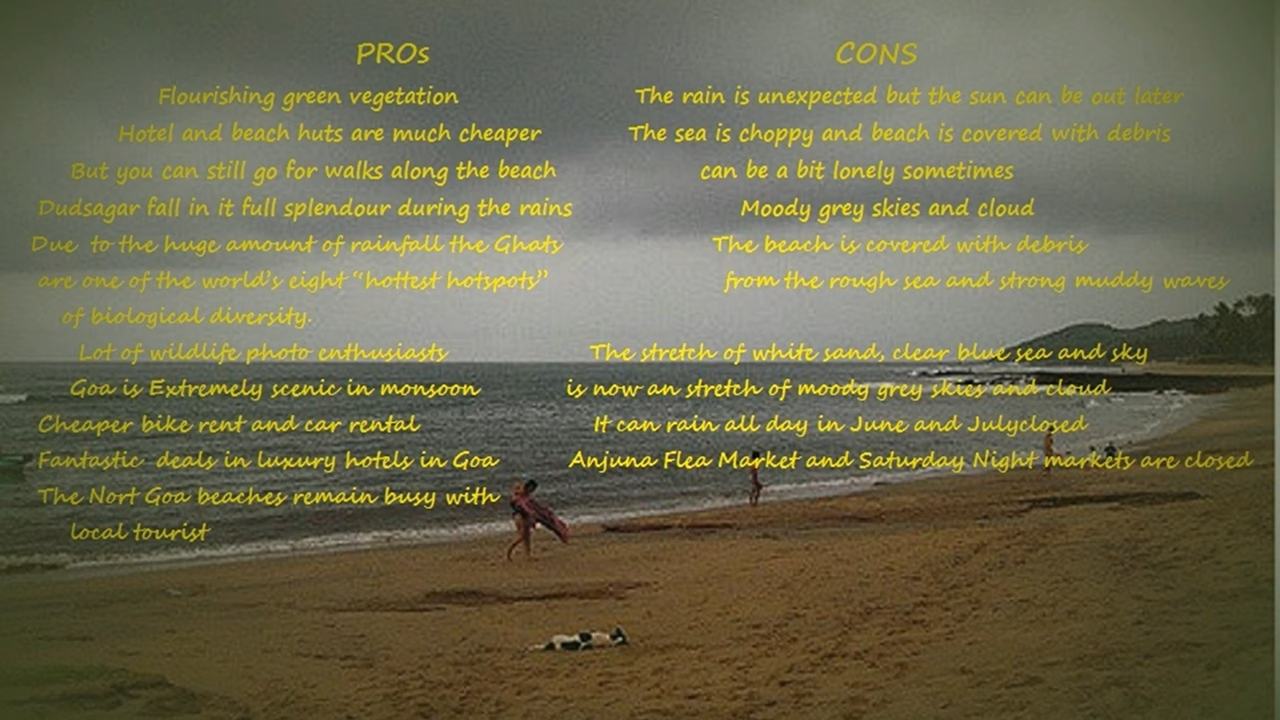 PROs
Flourishing green vegetation
Hotel and beach huts are much cheaper
But you can still go for walks along the beach
Dudsagar fall in it full splendour during the rains
Due to the huge amount of rainfall the Ghats
are one of the world's eight "hottest hotspots"
of biological diversity.
Lot of wildlife photo enthusiasts
Goa is Extremely scenic in monsoon
Cheaper bike rent and car rental
Fantastic deals in luxury hotels in Goa
The Nort Goa beaches remain busy with
local tourist
CONS
The rain is unexpected but the sun can be out later
The sea is choppy and beach is covered with debris
can be a bit lonely sometimes
Moody grey skies and cloud
The beach is covered with debris
from the rough sea and strong muddy waves
The stretch of white sand, clear blue sea and sky
is now an stretch of moody grey skies and cloud
It can rain all day in June and Julyclosed
Anjuna Flea Market and Saturday Night markets are closed